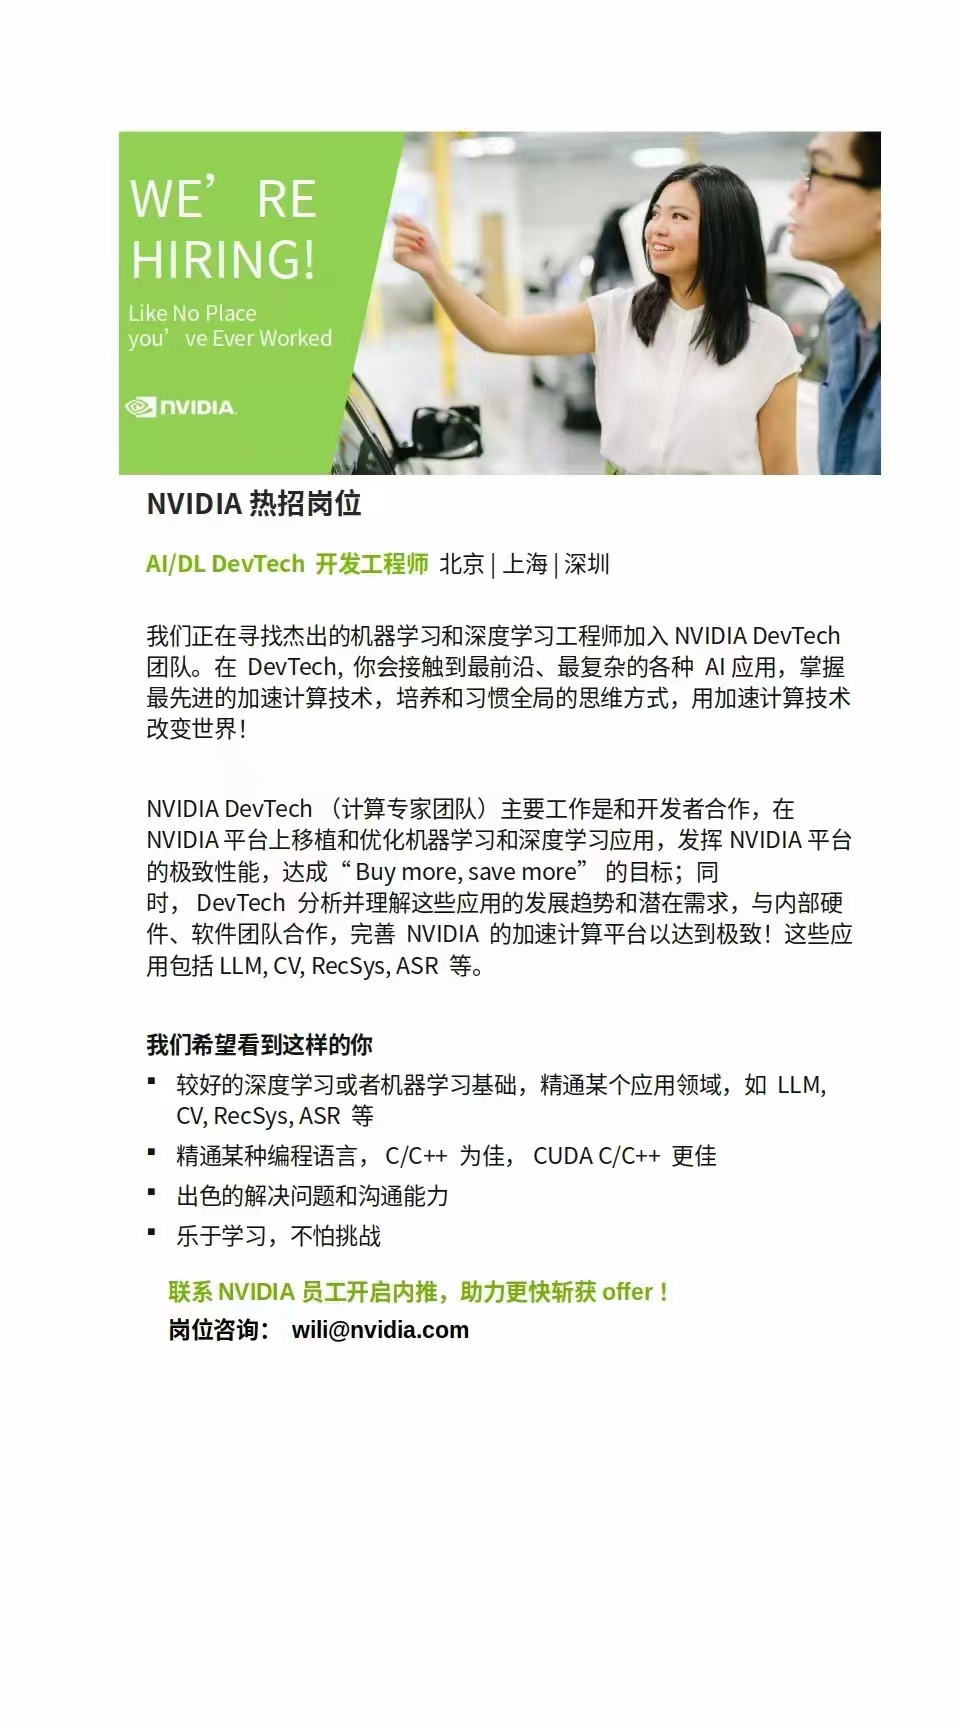 WE’RE
HIRING!
Like No Place
you’ve Ever Worked
NVIDIA.
NVIDIA 热招岗位
AI/DL DevTech 开发工程师 北京 | 上海 | 深圳
我们正在寻找杰出的机器学习和深度学习工程师加入 NVIDIA DevTech
团队。在 DevTech, 你会接触到最前沿、最复杂的各种 AI 应用，掌握
最先进的加速计算技术，培养和习惯全局的思维方式，用加速计算技术
改变世界！
NVIDIA DevTech （计算专家团队）主要工作是和开发者合作，在
NVIDIA 平台上移植和优化机器学习和深度学习应用，发挥 NVIDIA 平台
的极致性能，达成“Buy more, save more” 的目标；同
时， DevTech 分析并理解这些应用的发展趋势和潜在需求，与内部硬
件、软件团队合作，完善 NVIDIA 的加速计算平台以达到极致！这些应
用包括 LLM, CV, RecSys, ASR 等。
我们希望看到这样的你
▪ 较好的深度学习或者机器学习基础，精通某个应用领域，如 LLM,
CV, RecSys, ASR 等
▪ 精通某种编程语言， C/C++ 为佳， CUDA C/C++ 更佳
▪ 出色的解决问题和沟通能力
▪ 乐于学习，不怕挑战
联系 NVIDIA 员工开启内推，助力更快斩获 offer！
岗位咨询： wili@nvidia.com